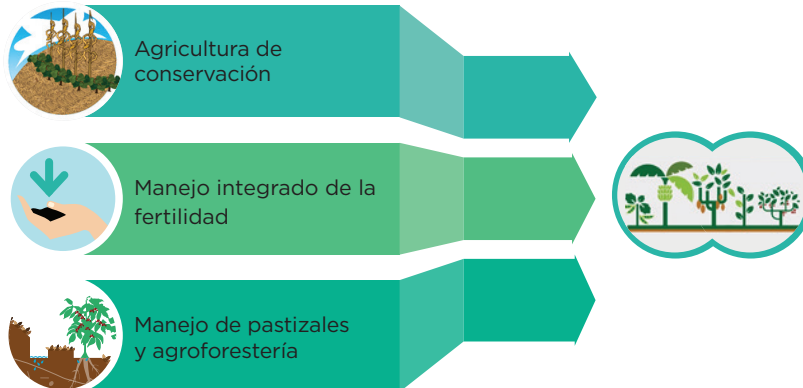 Agricultura de
conservación
Manejo integrado de la
fertilidad
Manejo de pastizales
y agroforestería